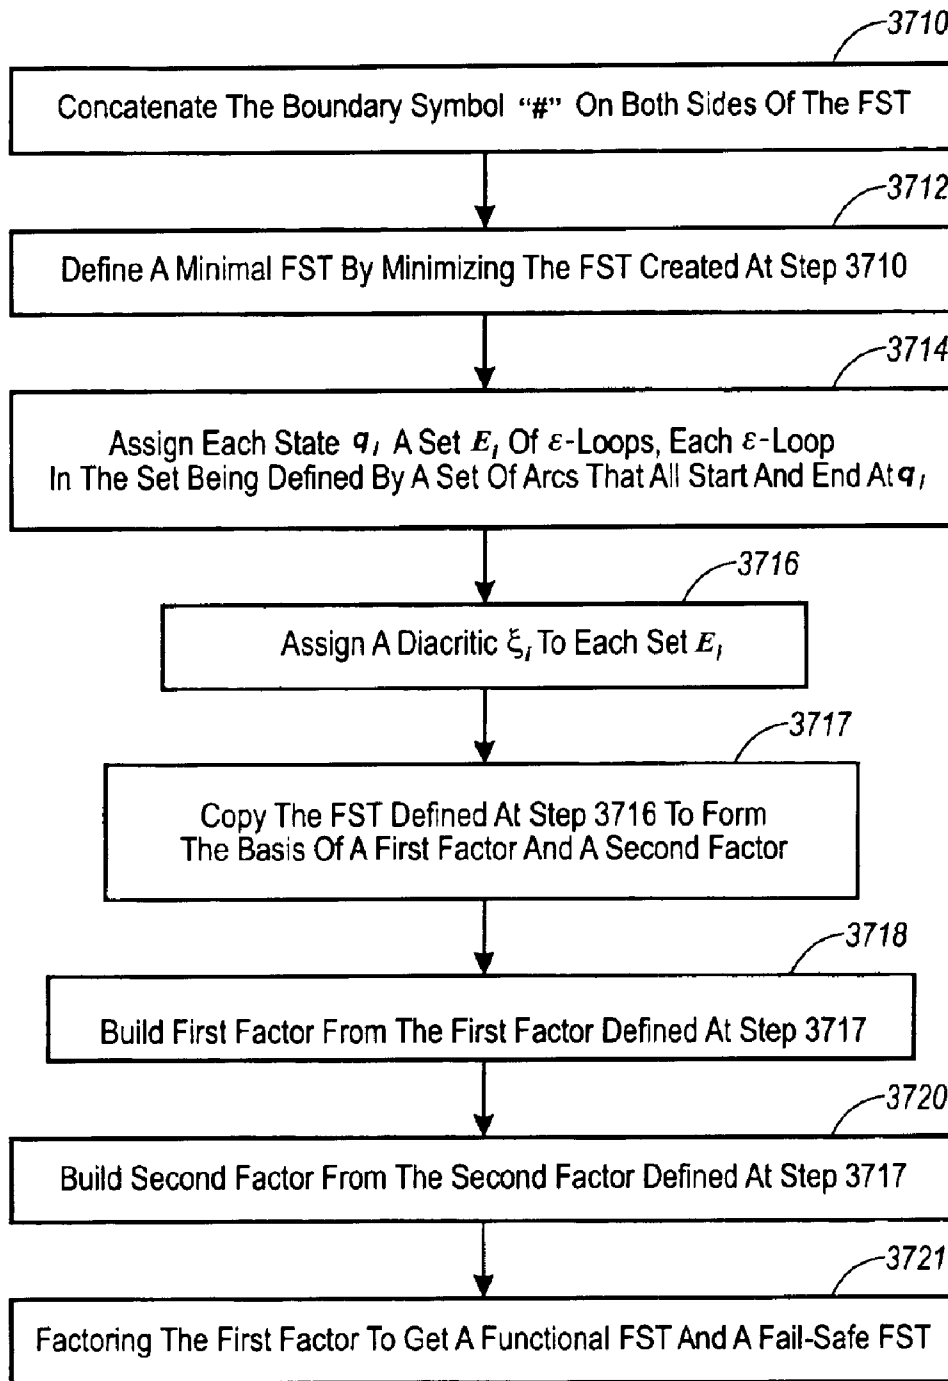 3710
Concatenate The Boundary Symbol “#” On Both Sides Of The FST
3712
Define A Minimal FST By Minimizing The FST Created At Step 3710
3714
Assign Each State qi A Set Ei Of ε-Loops, Each ε-Loop
In The Set Being Defined By A Set Of Arcs That All Start And End At qi
3716
Assign A Diacritic ξi To Each Set Ei
3717
Copy The FST Defined At Step 3716 To Form
The Basis Of A First Factor And A Second Factor
3718
Build First Factor From The First Factor Defined At Step 3717
3720
Build Second Factor From The Second Factor Defined At Step 3717
3721
Factoring The First Factor To Get A Functional FST And A Fail-Safe FST